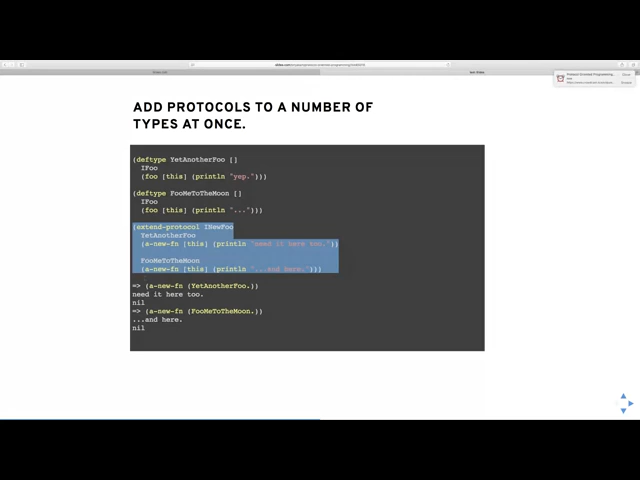 ADD PROTOCOLS TO A NUMBER OF
TYPES AT ONCE.
(deftype YetAnotherFoo []
IFoo
(foo [this] (println "yep.")))
(deftype FooMeToTheMoon []
IFoo
(foo [this] (println "...")))
(extend-protocol INewFoo
YetAnotherFoo
(a-new-fn [this] (println "need it here too."))
FooMeToTheMoon
(a-new-fn [this] (println "...and here.")))
=> (a-new-fn (YetAnotherFoo.))
need it here too.
nil
=> (a-new-fn (FooMeToTheMoon.))
...and here.
nil